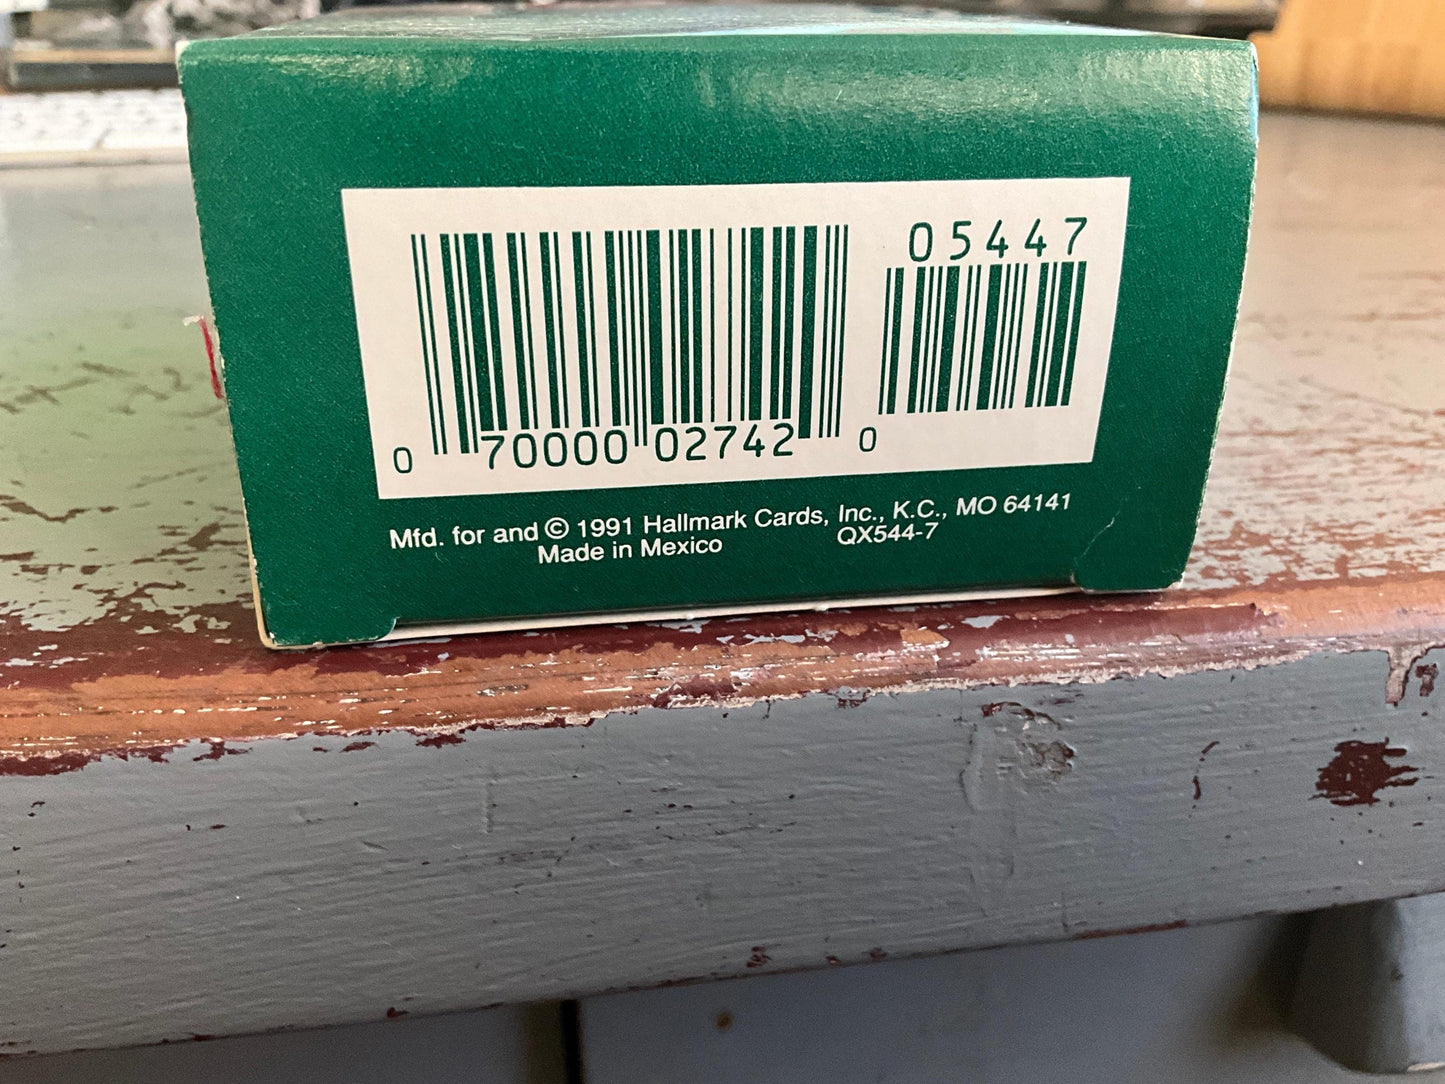 05447
0 70000 02742 0
Mfd. for and © 1991 Hallmark Cards, Inc., K.C., MO 64141
Made in Mexico QX544-7